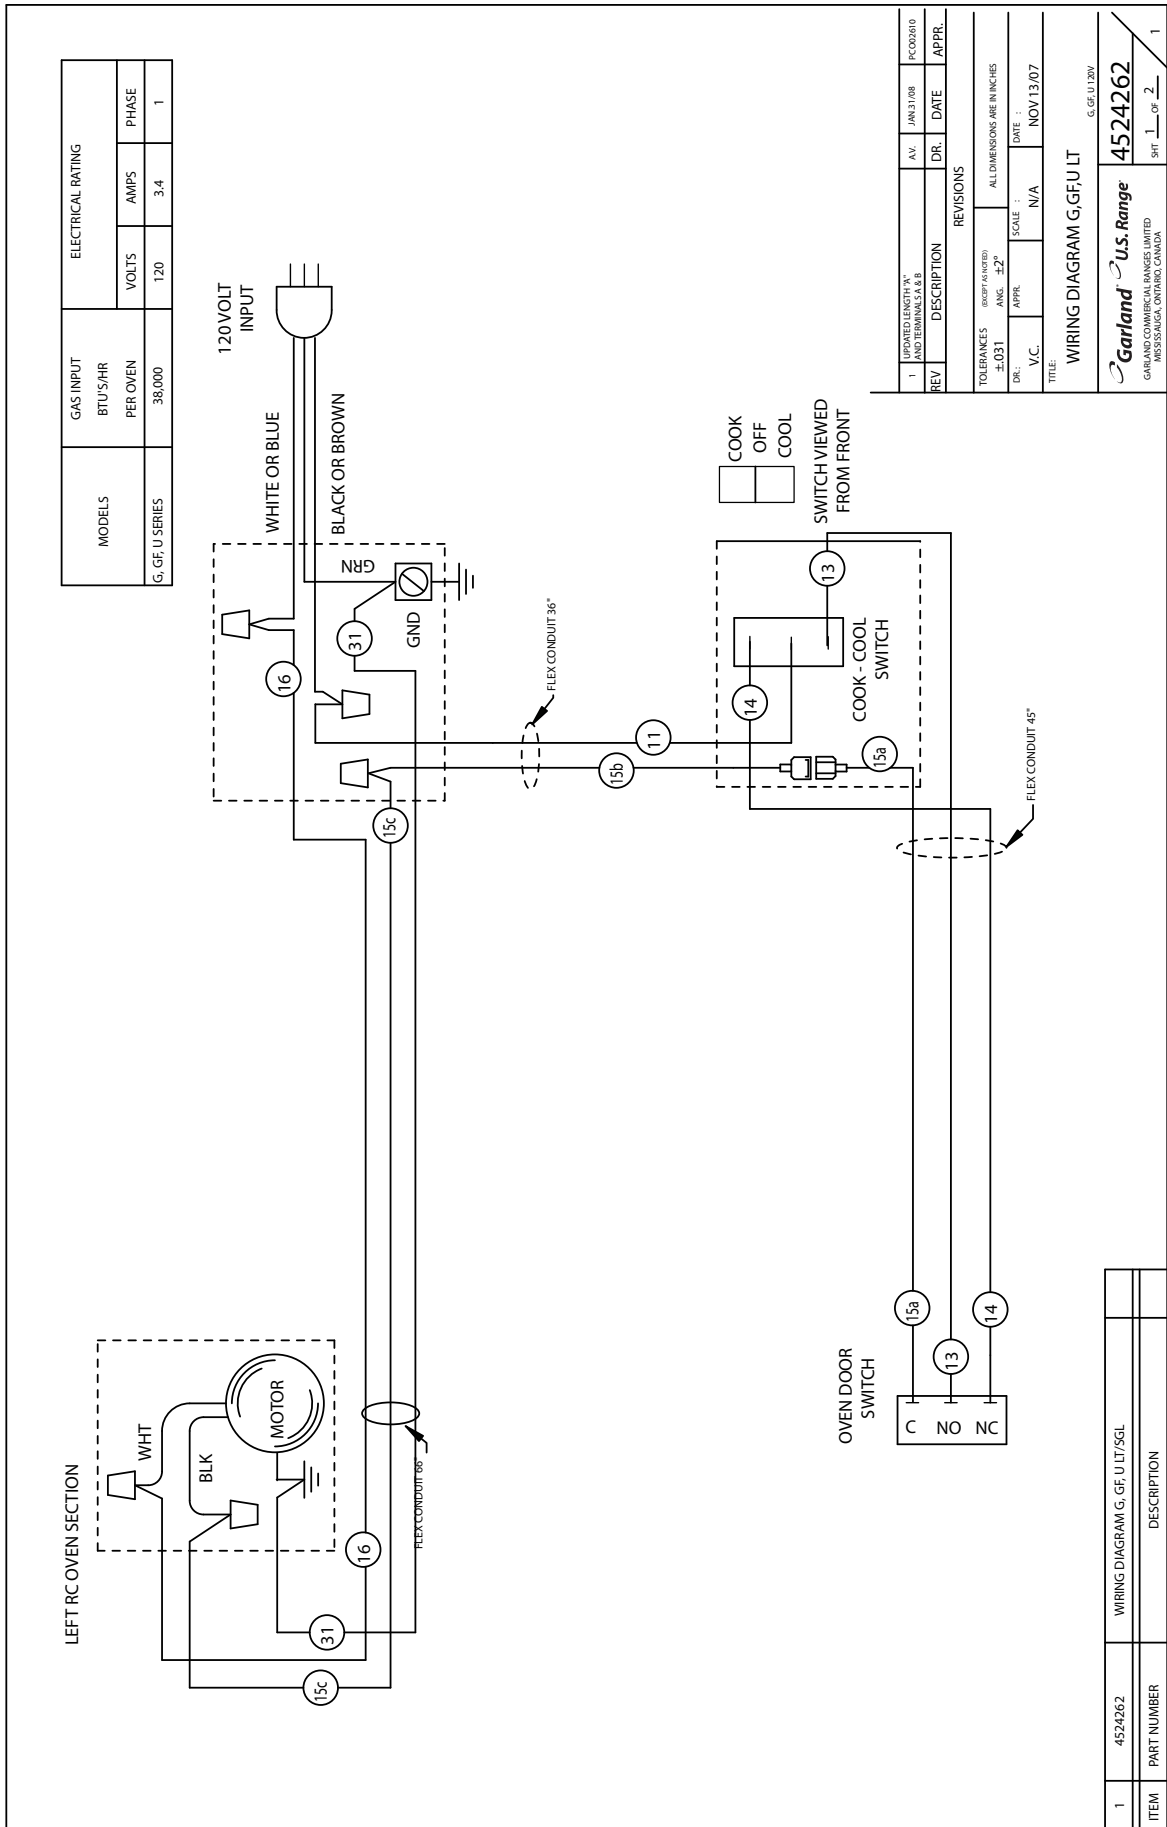 MODELS
GAS INPUT
BTU'S/HR
PER OVEN
ELECTRICAL RATING
VOLTS AMPS PHASE
G, GF, U SERIES 38,000 120 3.4 1
LEFT RC OVEN SECTION
WHT
BLK
MOTOR
15c
31
16
FLEX CONDUIT 66"
16
15c
31
GRN
GND
WHITE OR BLUE
BLACK OR BROWN
120 VOLT
INPUT
FLEX CONDUIT 36"
15b
11
14
15a
13
COOK - COOL
SWITCH
COOK
OFF
COOL
SWITCH VIEWED
FROM FRONT
FLEX CONDUIT 45"
OVEN DOOR
SWITCH
C
NO
NC
15a
13
14
1 UPDATED LENGTH "A"
AND TERMINALS A & B A.V. JAN 31/08 PCO02610
REV DESCRIPTION DR. DATE APPR.
REVISIONS
TOLERANCES (EXCEPT AS NOTED)
±.031 ANG. ±2° ALL DIMENSIONS ARE IN INCHES
DR.: APPR. SCALE : DATE :
V.C. N/A NOV 13/07
TITLE:
WIRING DIAGRAM G,GF,U LT
G, GF, U 120V
Garland U.S. Range
GARLAND COMMERCIAL RANGES LIMITED
MISSISSAUGA, ONTARIO, CANADA
4524262
SHT 1 OF 2
1
1 4524262 WIRING DIAGRAM G, GF, U LT/SGL
ITEM PART NUMBER DESCRIPTION